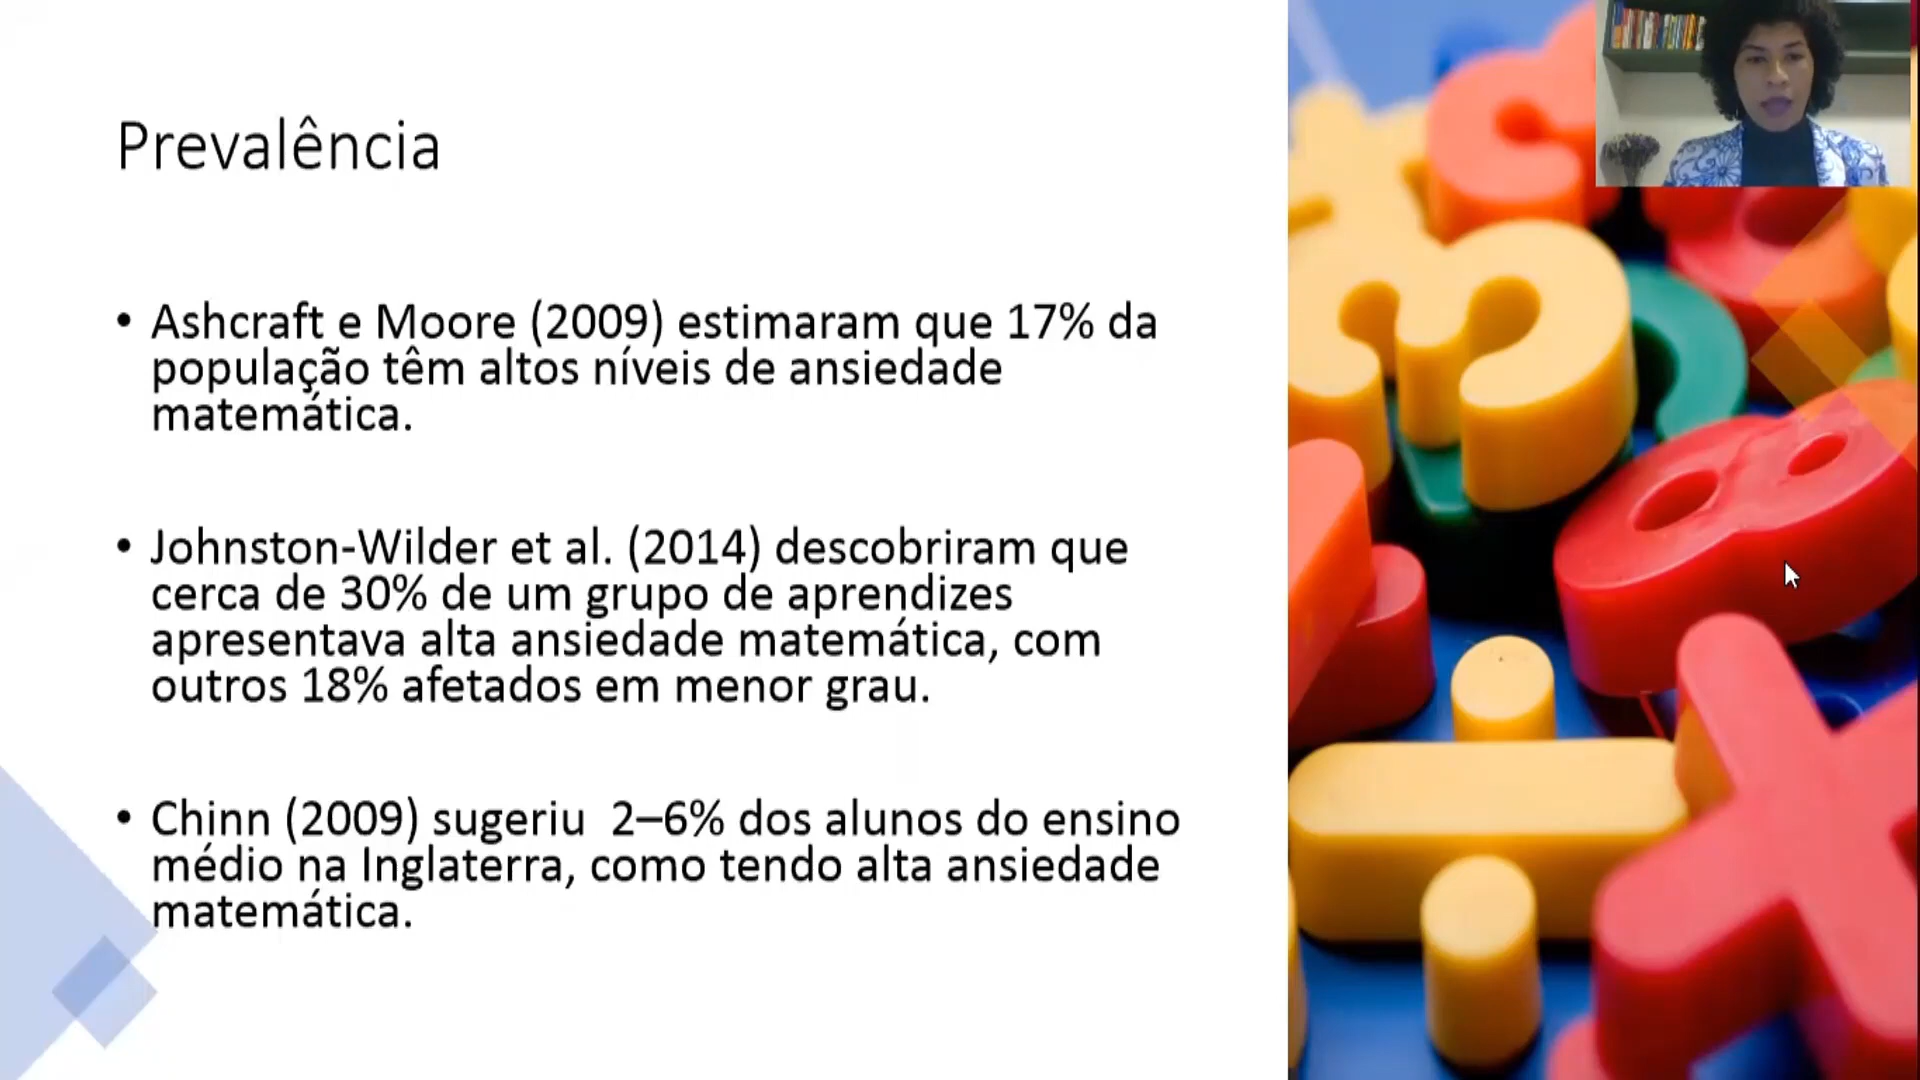 Prevalência
• Ashcraft e Moore (2009) estimaram que 17% da
população têm altos níveis de ansiedade
matemática.
• Johnston-Wilder et al. (2014) descobriram que
cerca de 30% de um grupo de aprendizes
apresentava alta ansiedade matemática, com
outros 18% afetados em menor grau.
• Chinn (2009) sugeriu  2–6% dos alunos do ensino
médio na Inglaterra, como tendo alta ansiedade
matemática.